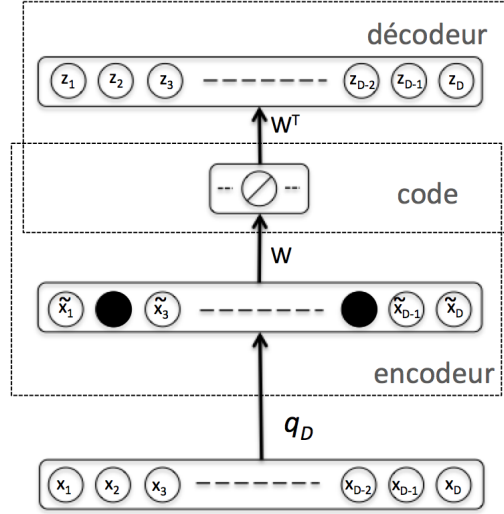 décodeur
z1 z2 z3 zD-2 zD-1 zD
W^T
code
W
x̃1 x̃3 x̃D-1 x̃D
encodeur
qD
x1 x2 x3 xD-2 xD-1 xD